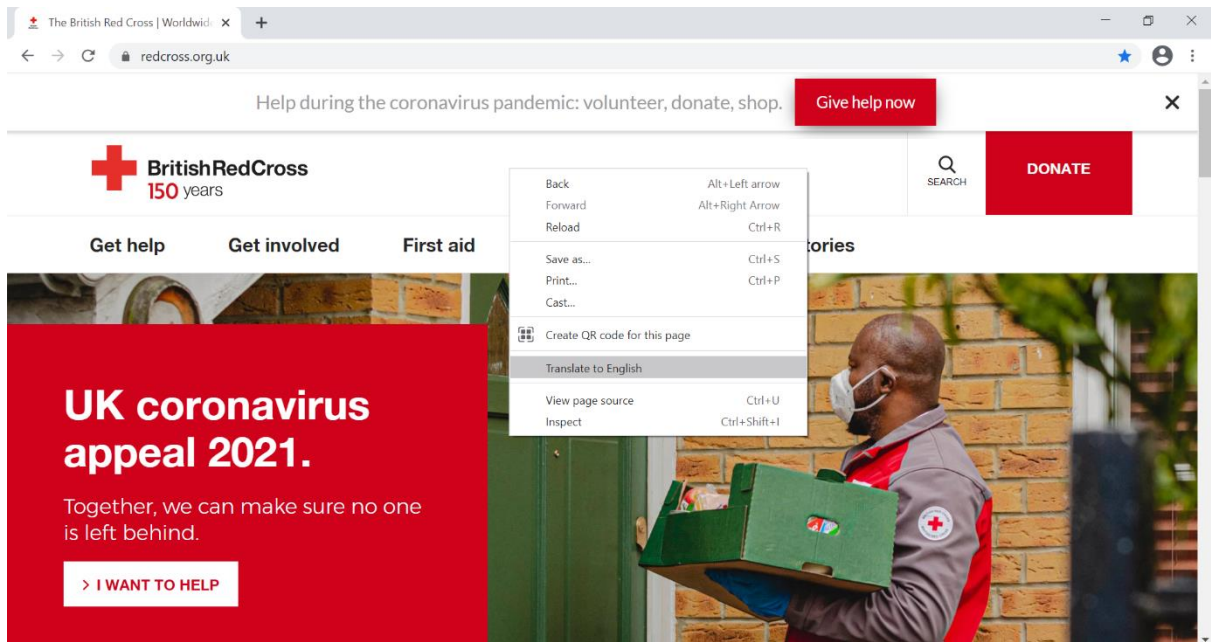 The British Red Cross | Worldwid
redcross.org.uk
Help during the coronavirus pandemic: volunteer, donate, shop.
Give help now
BritishRedCross
150 years
SEARCH
DONATE
Get help
Get involved
First aid
tories
Back Alt+Left arrow
Forward Alt+Right Arrow
Reload Ctrl+R
Save as... Ctrl+S
Print... Ctrl+P
Cast...
Create QR code for this page
Translate to English
View page source Ctrl+U
Inspect Ctrl+Shift+I
UK coronavirus
appeal 2021.
Together, we can make sure no one
is left behind.
> I WANT TO HELP